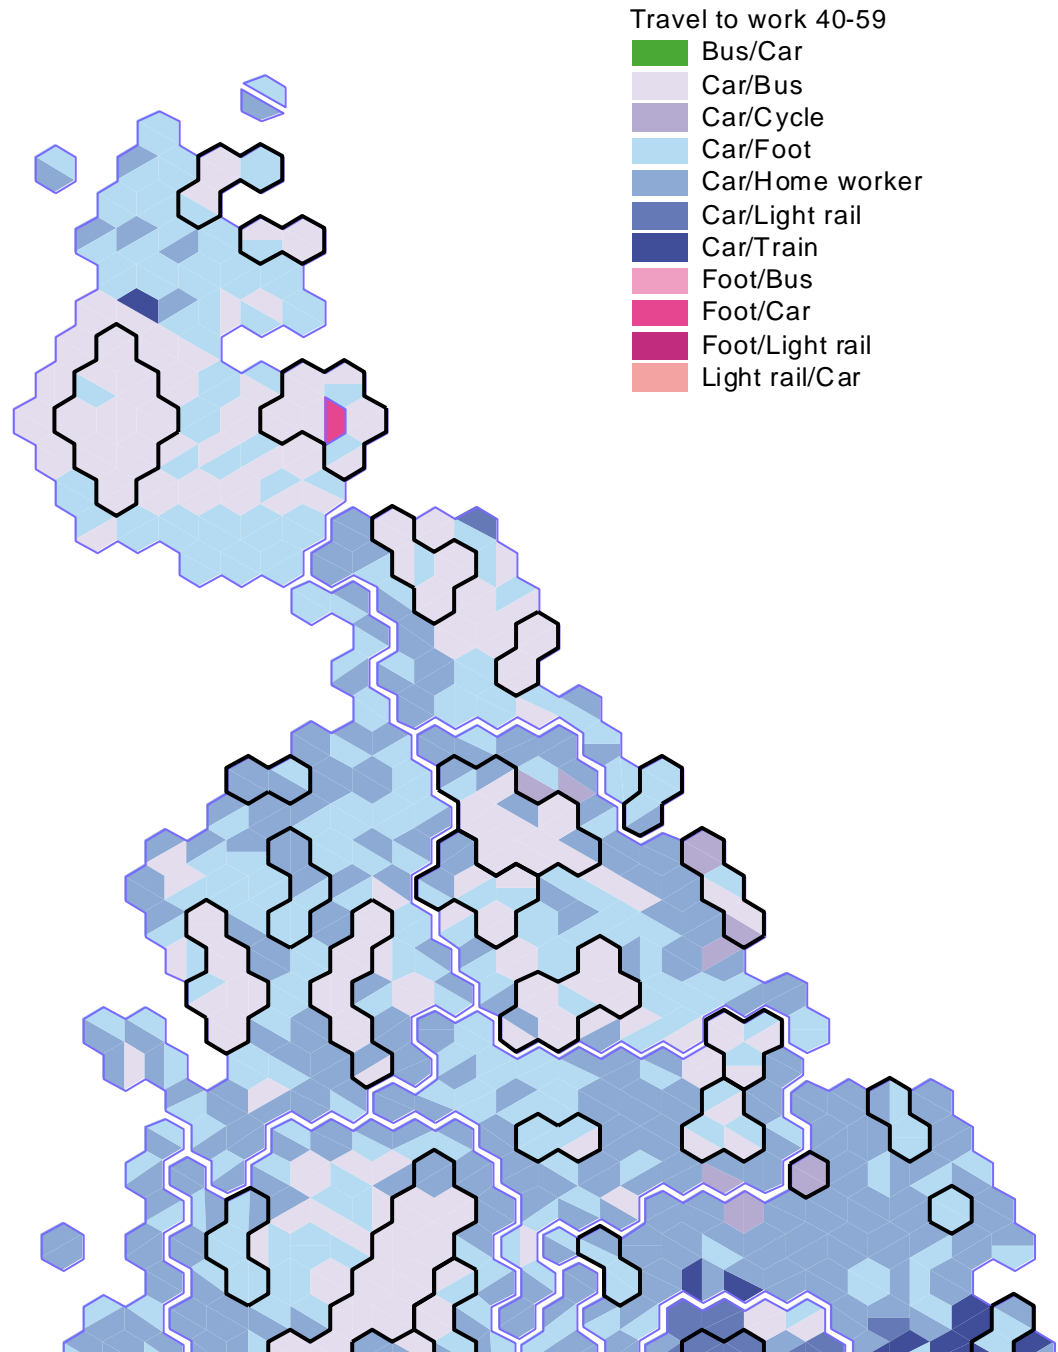 Travel to work 40-59
Bus/Car
Car/Bus
Car/Cycle
Car/Foot
Car/Home worker
Car/Light rail
Car/Train
Foot/Bus
Foot/Car
Foot/Light rail
Light rail/Car